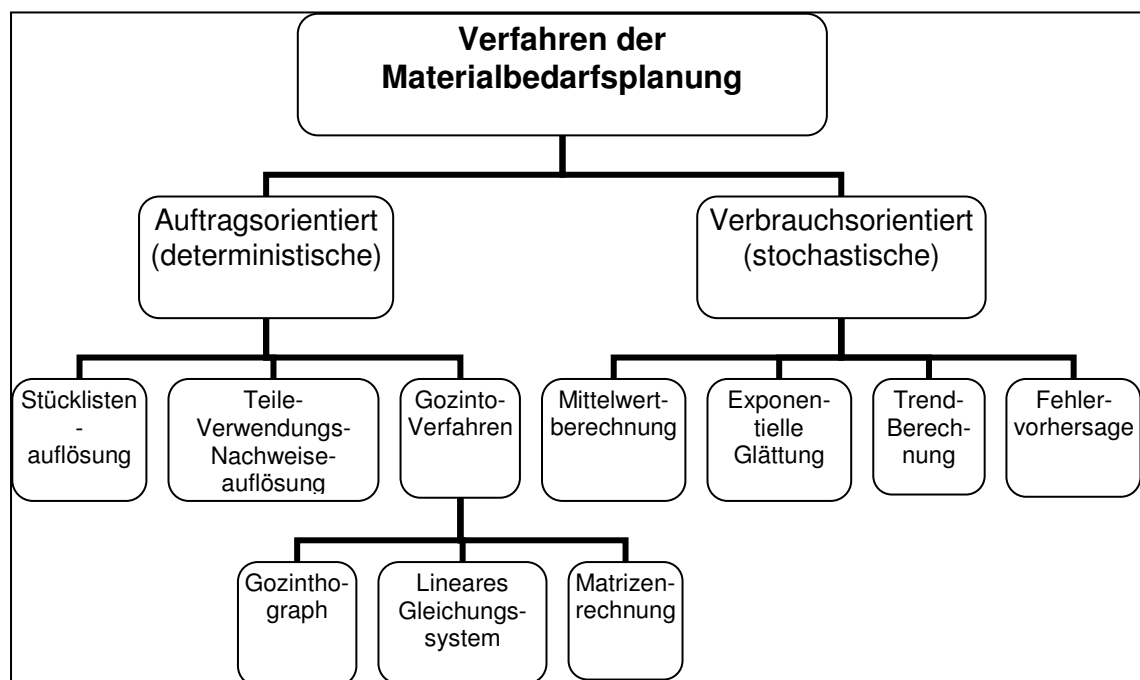 Verfahren der
Materialbedarfsplanung
Auftragsorientiert
(deterministische)
Verbrauchsorientiert
(stochastische)
Stücklisten
-
auflösung
Teile-
Verwendungs-
Nachweise-
auflösung
Gozinto-
Verfahren
Mittelwert-
berechnung
Exponen-
tielle
Glättung
Trend-
Berech-
nung
Fehler-
vorhersage
Gozintho-
graph
Lineares
Gleichungs-
system
Matrizen-
rechnung